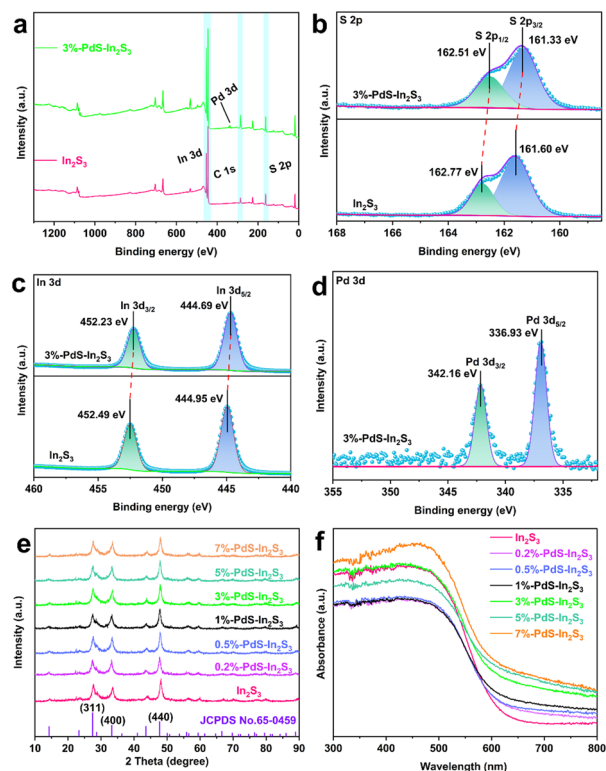 a
3%-PdS-In₂S₃
Pd 3d
In₂S₃
In 3d
C 1s
S 2p
Intensity (a.u.)
1200 1000 800 600 400 200 0
Binding energy (eV)
b
S 2p
S 2p₁/₂
S 2p₃/₂
162.51 eV
161.33 eV
3%-PdS-In₂S₃
162.77 eV
161.60 eV
In₂S₃
Intensity (a.u.)
168 166 164 162 160
Binding energy (eV)
c
In 3d
In 3d₃/₂
In 3d₅/₂
452.23 eV
444.69 eV
3%-PdS-In₂S₃
452.49 eV
444.95 eV
In₂S₃
Intensity (a.u.)
460 455 450 445 440
Binding energy (eV)
d
Pd 3d
Pd 3d₅/₂
336.93 eV
Pd 3d₃/₂
342.16 eV
3%-PdS-In₂S₃
Intensity (a.u.)
355 350 345 340 335
Binding energy (eV)
e
7%-PdS-In₂S₃
5%-PdS-In₂S₃
3%-PdS-In₂S₃
1%-PdS-In₂S₃
0.5%-PdS-In₂S₃
0.2%-PdS-In₂S₃
In₂S₃
(311)
(400)
(440)
JCPDS No.65-0459
Intensity (a.u.)
10 20 30 40 50 60 70 80 90
2 Theta (degree)
f
In₂S₃
0.2%-PdS-In₂S₃
0.5%-PdS-In₂S₃
1%-PdS-In₂S₃
3%-PdS-In₂S₃
5%-PdS-In₂S₃
7%-PdS-In₂S₃
Absorbance (a.u.)
300 400 500 600 700 800
Wavelength (nm)